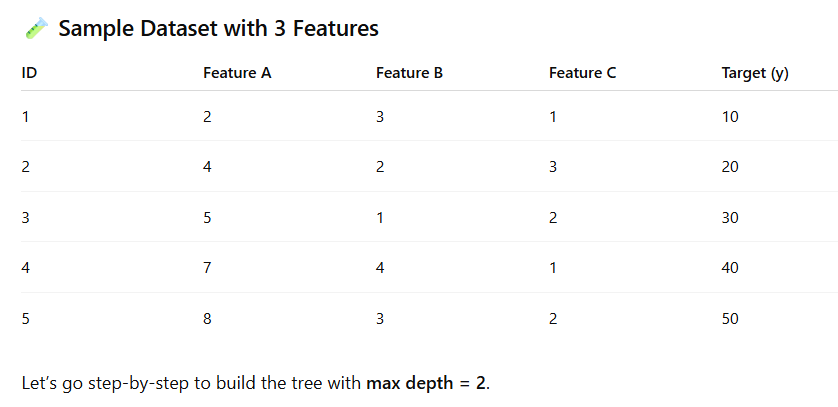 Sample Dataset with 3 Features
ID Feature A Feature B Feature C Target (y)
1 2 3 1 10
2 4 2 3 20
3 5 1 2 30
4 7 4 1 40
5 8 3 2 50
Let’s go step-by-step to build the tree with max depth = 2.